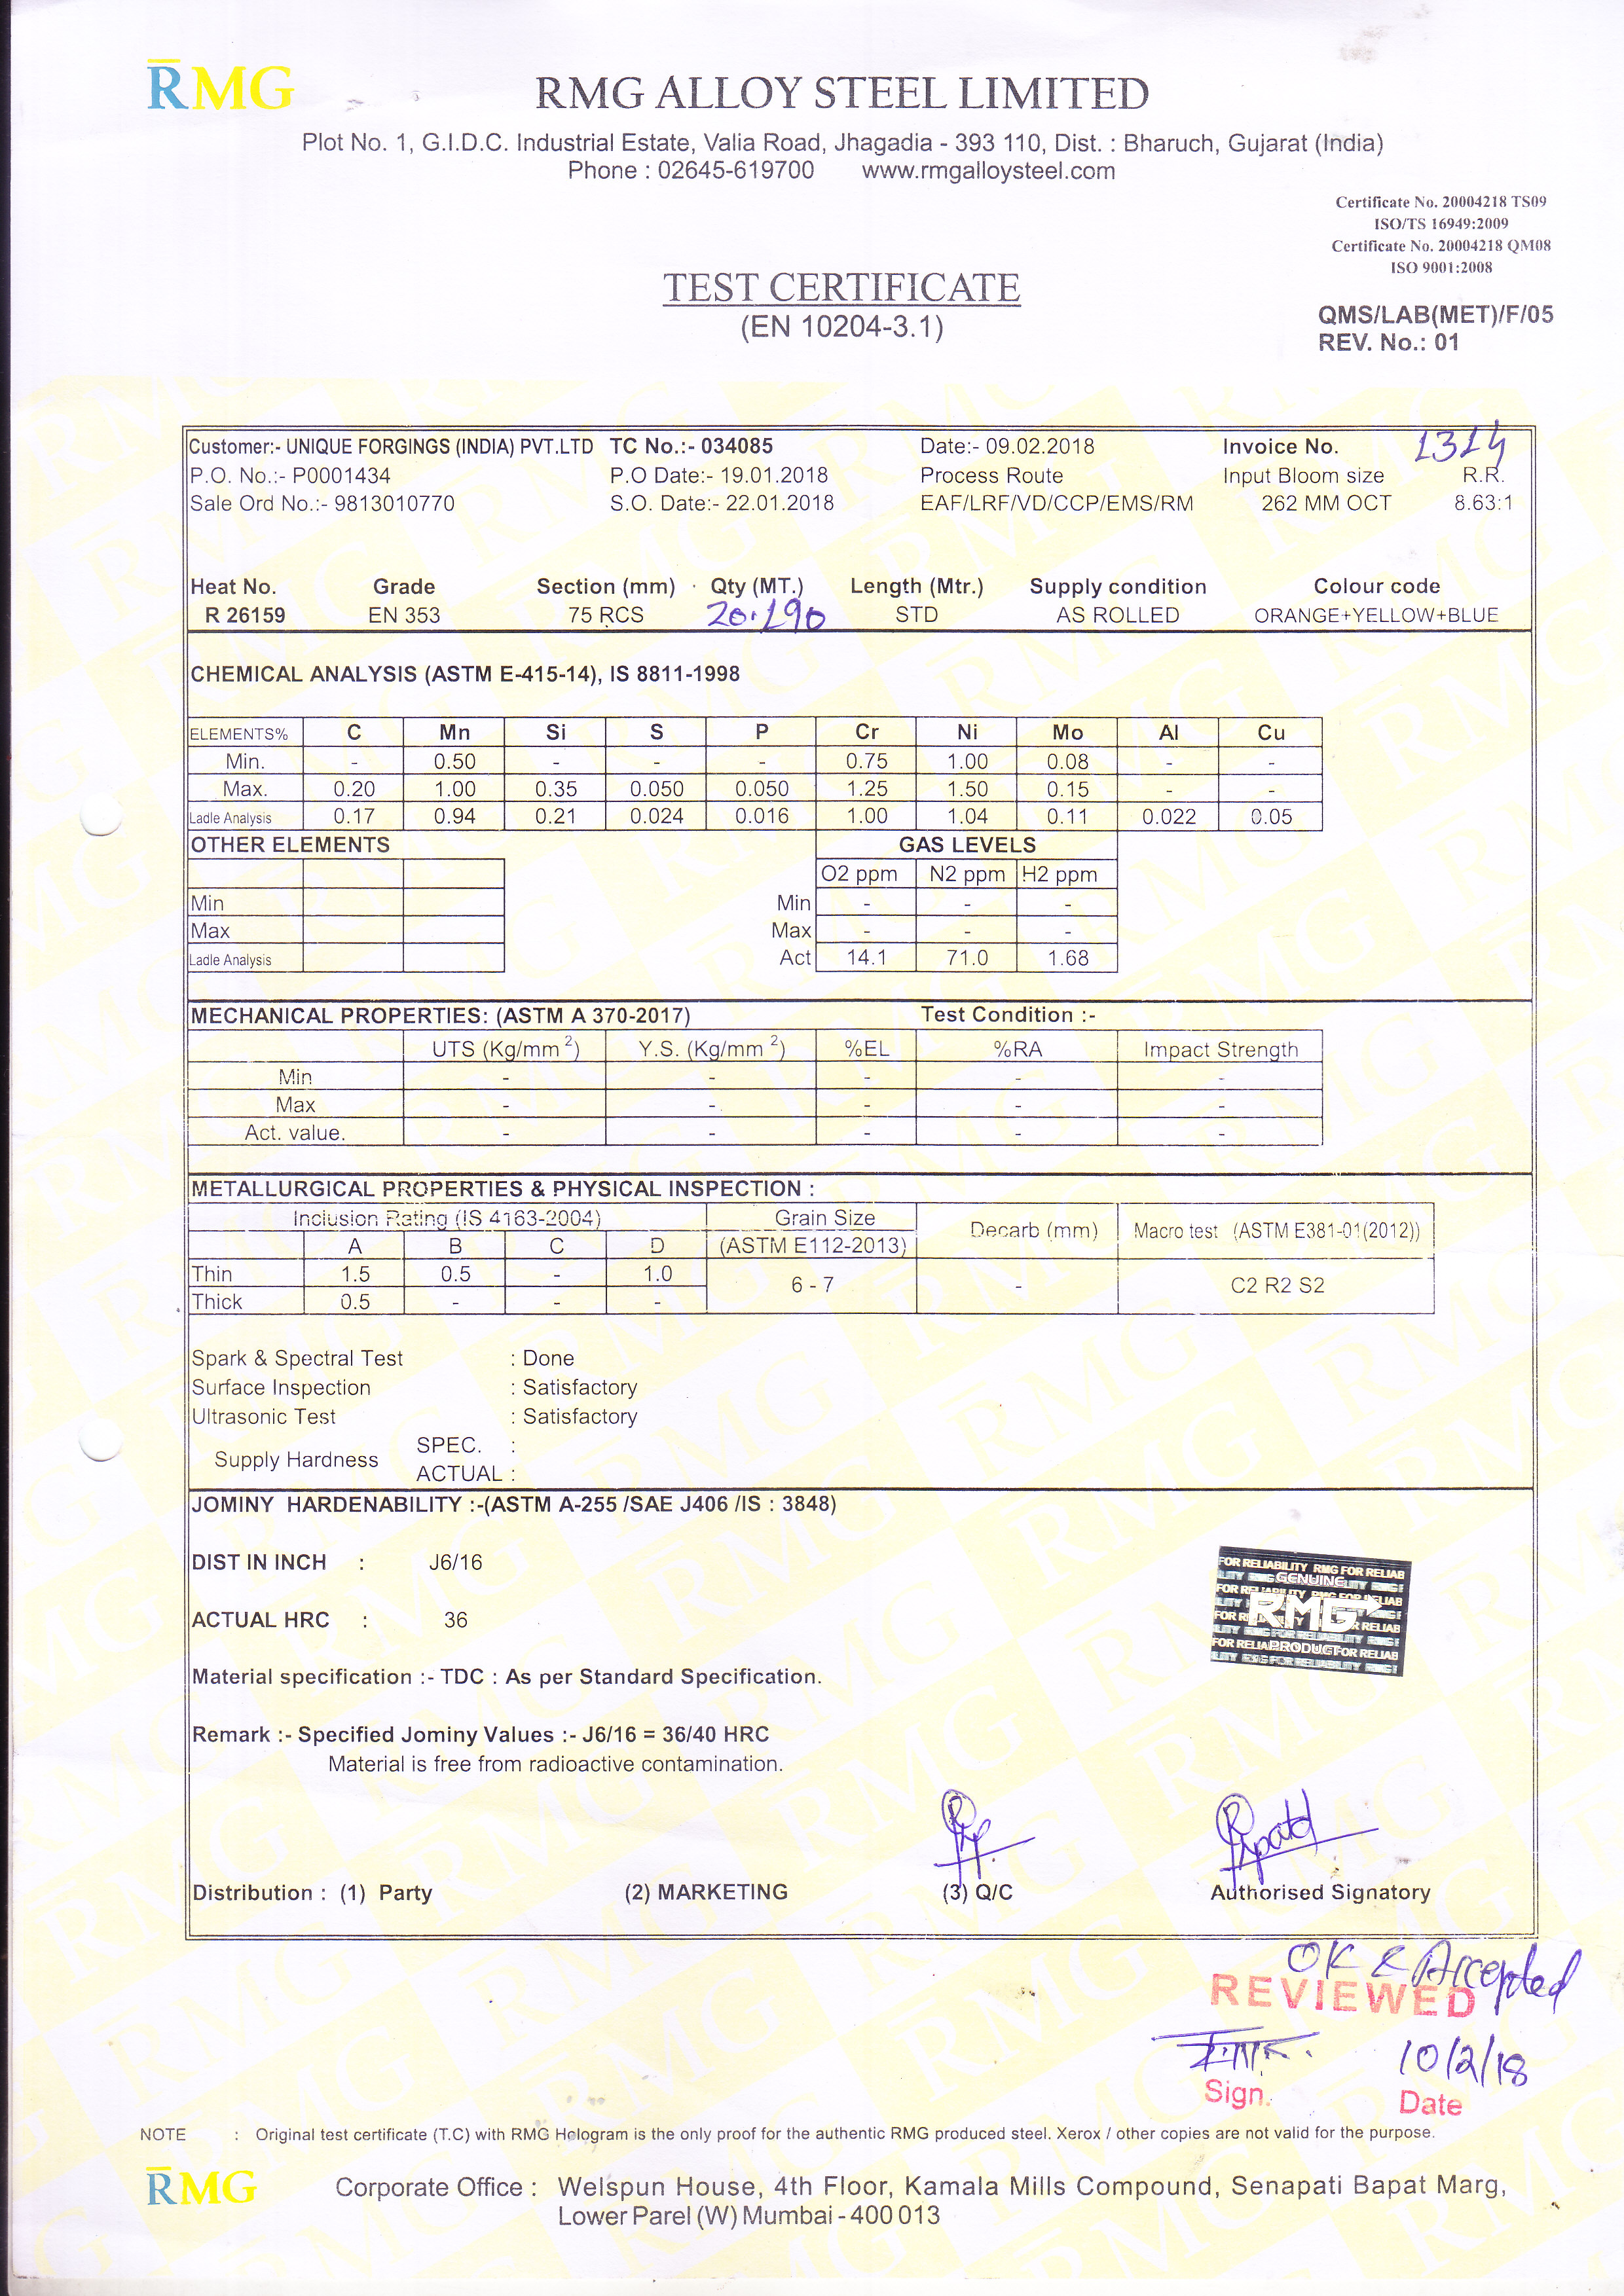 RMG
RMG ALLOY STEEL LIMITED
Plot No. 1, G.I.D.C. Industrial Estate, Valia Road, Jhagadia - 393 110, Dist. : Bharuch, Gujarat (India)
Phone : 02645-619700 www.rmgalloysteel.com
Certificate No. 20004218 TS09
ISO/TS 16949:2009
Certificate No. 20004218 QM08
ISO 9001:2008
TEST CERTIFICATE
(EN 10204-3.1)
QMS/LAB(MET)/F/05
REV. No.: 01
Customer:- UNIQUE FORGINGS (INDIA) PVT.LTD TC No.:- 034085 Date:- 09.02.2018 Invoice No. 1314
P.O. No.:- P0001434 P.O Date:- 19.01.2018 Process Route Input Bloom size R.R.
Sale Ord No.:- 9813010770 S.O. Date:- 22.01.2018 EAF/LRF/VD/CCP/EMS/RM 262 MM OCT 8.63:1
Heat No. Grade Section (mm) Qty (MT.) Length (Mtr.) Supply condition Colour code
R 26159 EN 353 75 RCS 20.190 STD AS ROLLED ORANGE+YELLOW+BLUE
CHEMICAL ANALYSIS (ASTM E-415-14), IS 8811-1998
ELEMENTS% C Mn Si S P Cr Ni Mo Al Cu
Min. - 0.50 - - - 0.75 1.00 0.08 - -
Max. 0.20 1.00 0.35 0.050 0.050 1.25 1.50 0.15 - -
Ladle Analysis 0.17 0.94 0.21 0.024 0.016 1.00 1.04 0.11 0.022 0.05
OTHER ELEMENTS GAS LEVELS
O2 ppm N2 ppm H2 ppm
Min Min - - -
Max Max - - -
Ladle Analysis Act 14.1 71.0 1.68
MECHANICAL PROPERTIES: (ASTM A 370-2017) Test Condition :-
UTS (Kg/mm 2) Y.S. (Kg/mm 2) %EL %RA Impact Strength
Min - - - - -
Max - - - - -
Act. value. - - - - -
METALLURGICAL PROPERTIES & PHYSICAL INSPECTION :
Inclusion Rating (IS 4163-2004) Grain Size Decarb (mm) Macro test (ASTM E381-01(2012))
A B C D (ASTM E112-2013)
Thin 1.5 0.5 - 1.0 6 - 7 - C2 R2 S2
Thick 0.5 - - -
Spark & Spectral Test : Done
Surface Inspection : Satisfactory
Ultrasonic Test : Satisfactory
Supply Hardness SPEC. :
ACTUAL :
JOMINY HARDENABILITY :-(ASTM A-255 /SAE J406 /IS : 3848)
DIST IN INCH : J6/16
ACTUAL HRC : 36
FOR RELIABILITY RMG FOR RELIAB
GENUINE
RMG
PRODUCT
Material specification :- TDC : As per Standard Specification.
Remark :- Specified Jominy Values :- J6/16 = 36/40 HRC
Material is free from radioactive contamination.
Distribution : (1) Party (2) MARKETING (3) Q/C Authorised Signatory
OK & Accepted
REVIEWED
10/2/18
Sign. Date
NOTE : Original test certificate (T.C) with RMG Hologram is the only proof for the authentic RMG produced steel. Xerox / other copies are not valid for the purpose.
RMG
Corporate Office : Welspun House, 4th Floor, Kamala Mills Compound, Senapati Bapat Marg,
Lower Parel (W) Mumbai - 400 013